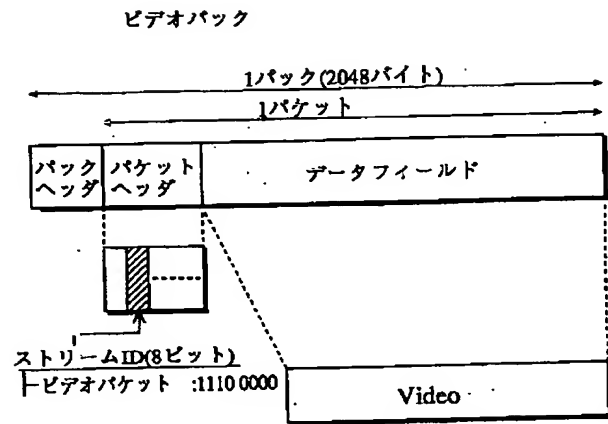 ビデオパック
1パック(2048バイト)
1パケット
パック
ヘッダ
パケット
ヘッダ
データフィールド
ストリームID(8ビット)
ビデオパケット :1110 0000
Video